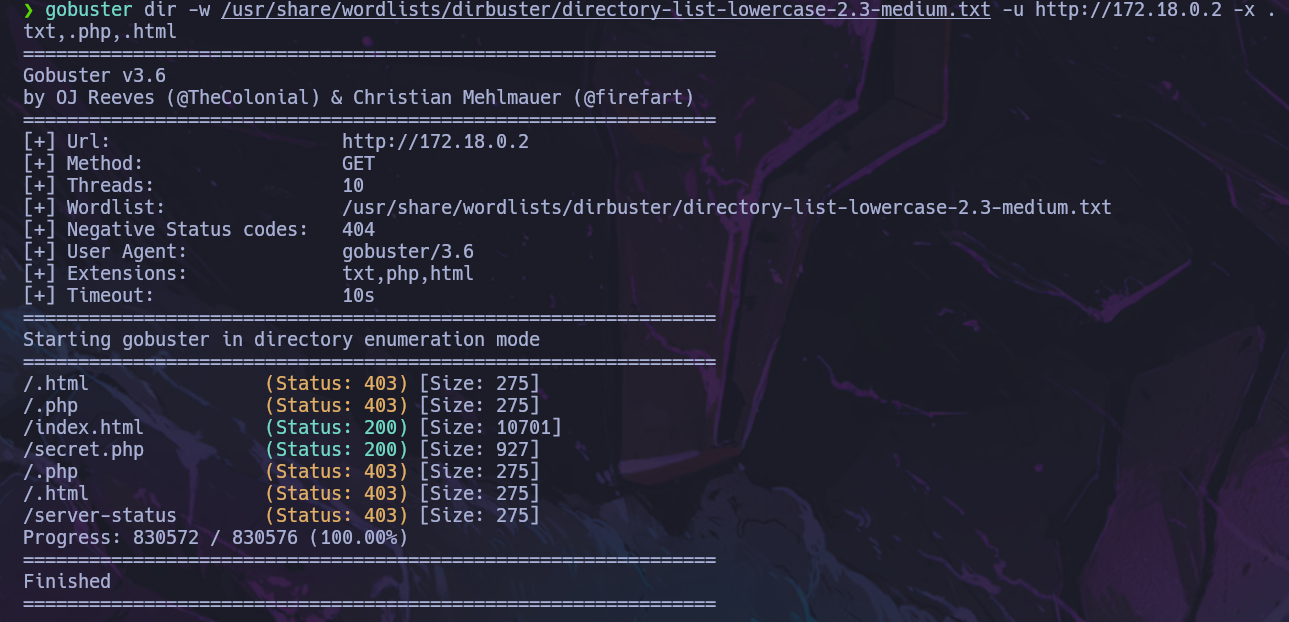 ❯ gobuster dir -w /usr/share/wordlists/dirbuster/directory-list-lowercase-2.3-medium.txt -u http://172.18.0.2 -x .
txt,.php,.html
===============================================================
Gobuster v3.6
by OJ Reeves (@TheColonial) & Christian Mehlmauer (@firefart)
===============================================================
[+] Url:                     http://172.18.0.2
[+] Method:                  GET
[+] Threads:                 10
[+] Wordlist:                /usr/share/wordlists/dirbuster/directory-list-lowercase-2.3-medium.txt
[+] Negative Status codes:   404
[+] User Agent:              gobuster/3.6
[+] Extensions:              txt,php,html
[+] Timeout:                 10s
===============================================================
Starting gobuster in directory enumeration mode
===============================================================
/.html                (Status: 403) [Size: 275]
/.php                 (Status: 403) [Size: 275]
/index.html           (Status: 200) [Size: 10701]
/secret.php           (Status: 200) [Size: 927]
/.php                 (Status: 403) [Size: 275]
/.html                (Status: 403) [Size: 275]
/server-status        (Status: 403) [Size: 275]
Progress: 830572 / 830576 (100.00%)
===============================================================
Finished
===============================================================